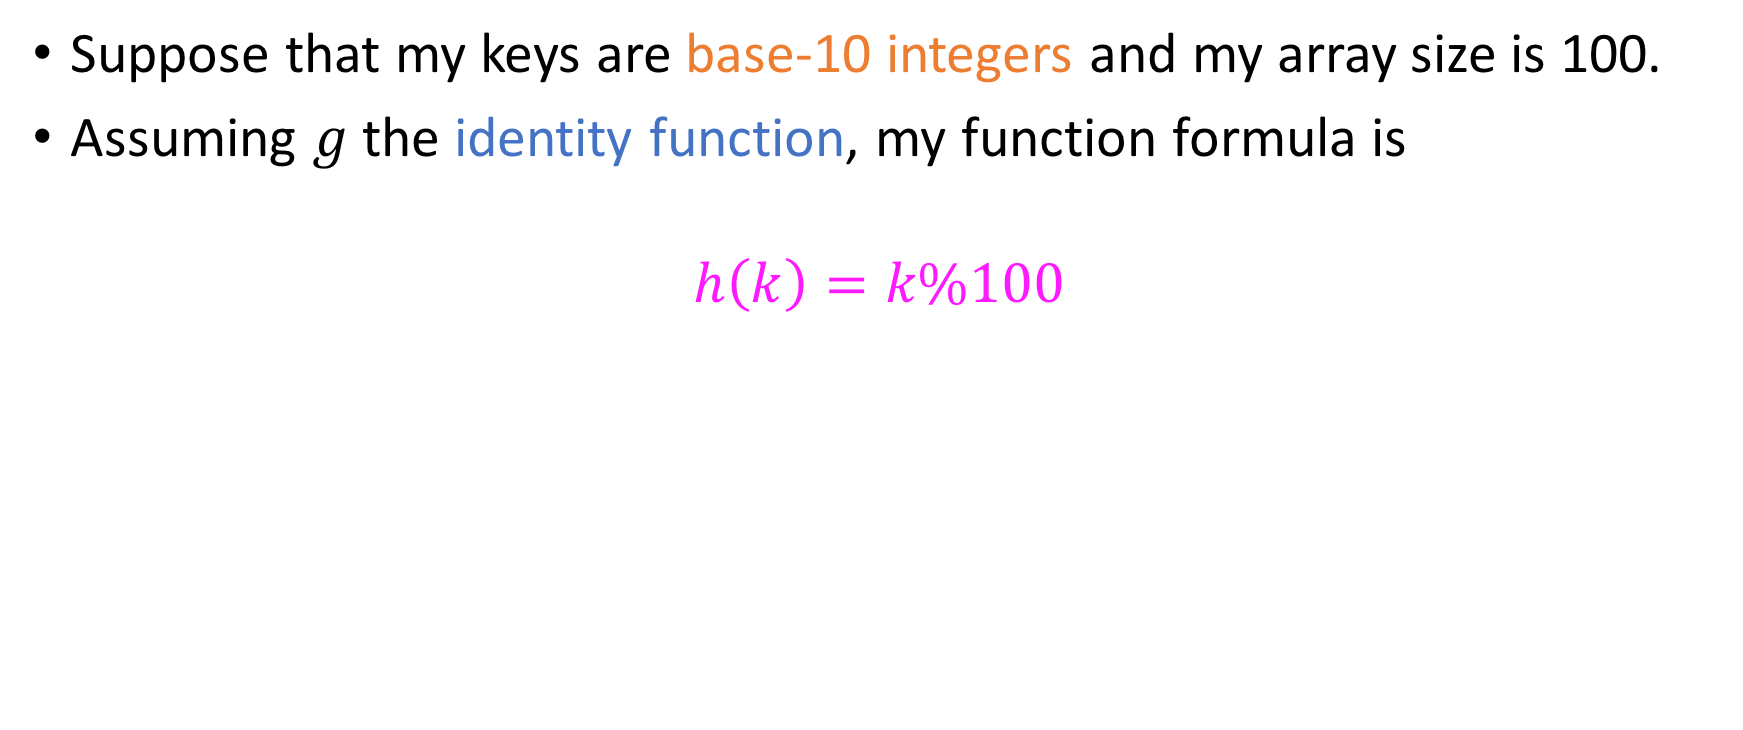 • Suppose that my keys are base-10 integers and my array size is 100.
• Assuming 𝑔 the identity function, my function formula is
ℎ(𝑘) = 𝑘%100